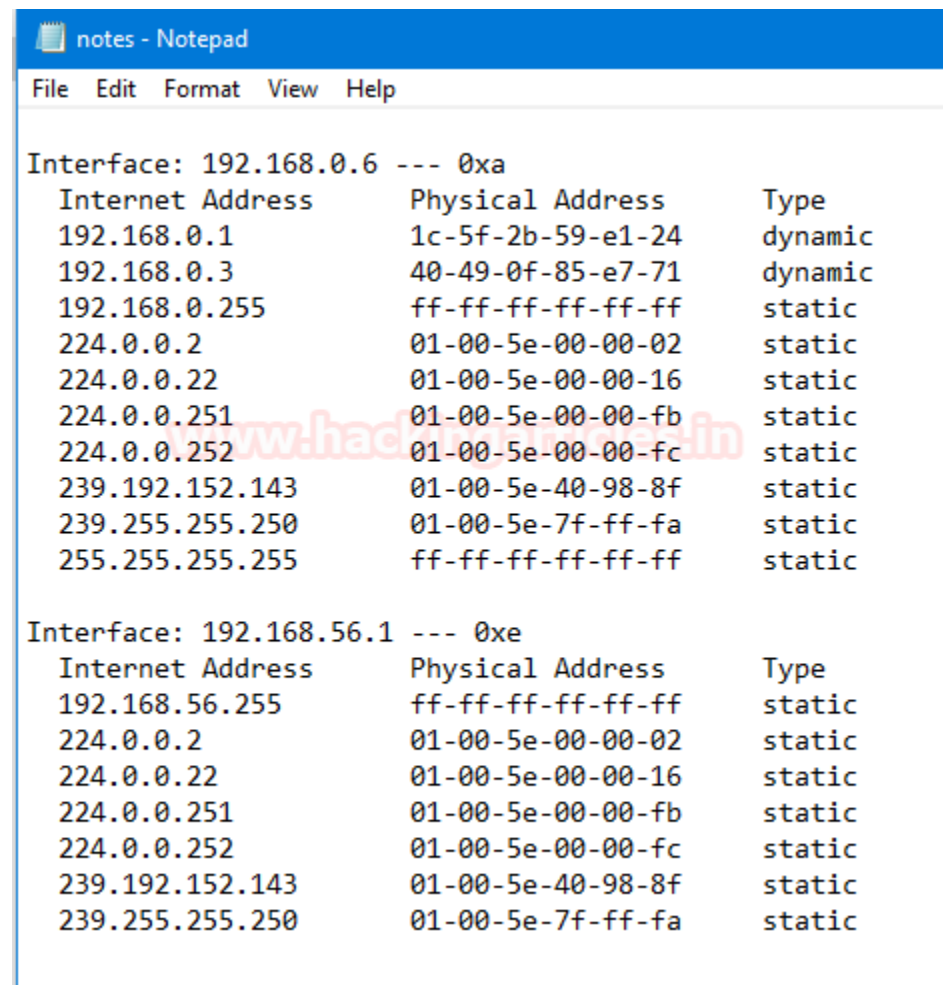 notes - Notepad
File Edit Format View Help
Interface: 192.168.0.6 --- 0xa
Internet Address Physical Address Type
192.168.0.1 1c-5f-2b-59-e1-24 dynamic
192.168.0.3 40-49-0f-85-e7-71 dynamic
192.168.0.255 ff-ff-ff-ff-ff-ff static
224.0.0.2 01-00-5e-00-00-02 static
224.0.0.22 01-00-5e-00-00-16 static
224.0.0.251 01-00-5e-00-00-fb static
www.hackingarticles.in
224.0.0.252 01-00-5e-00-00-fc static
239.192.152.143 01-00-5e-40-98-8f static
239.255.255.250 01-00-5e-7f-ff-fa static
255.255.255.255 ff-ff-ff-ff-ff-ff static
Interface: 192.168.56.1 --- 0xe
Internet Address Physical Address Type
192.168.56.255 ff-ff-ff-ff-ff-ff static
224.0.0.2 01-00-5e-00-00-02 static
224.0.0.22 01-00-5e-00-00-16 static
224.0.0.251 01-00-5e-00-00-fb static
224.0.0.252 01-00-5e-00-00-fc static
239.192.152.143 01-00-5e-40-98-8f static
239.255.255.250 01-00-5e-7f-ff-fa static